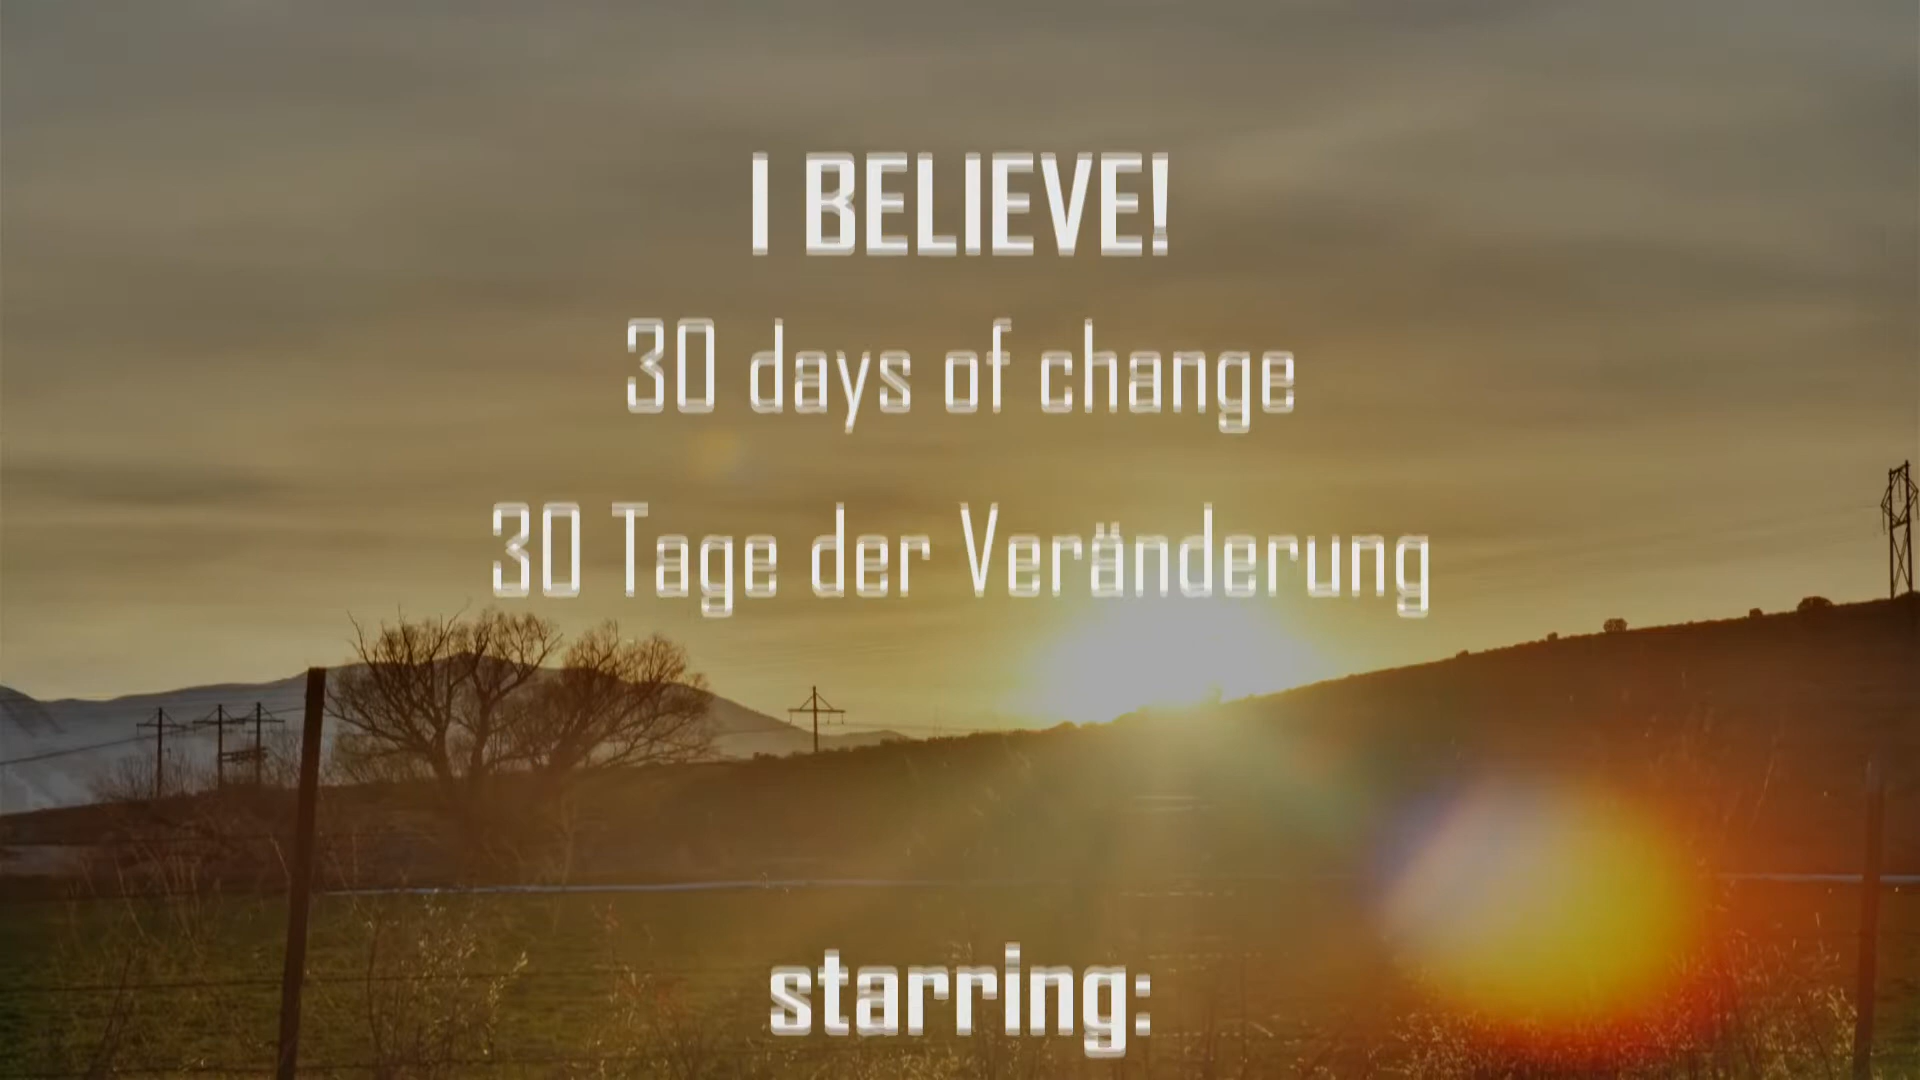 I BELIEVE!
30 days of change
30 Tage der Veränderung
starring: